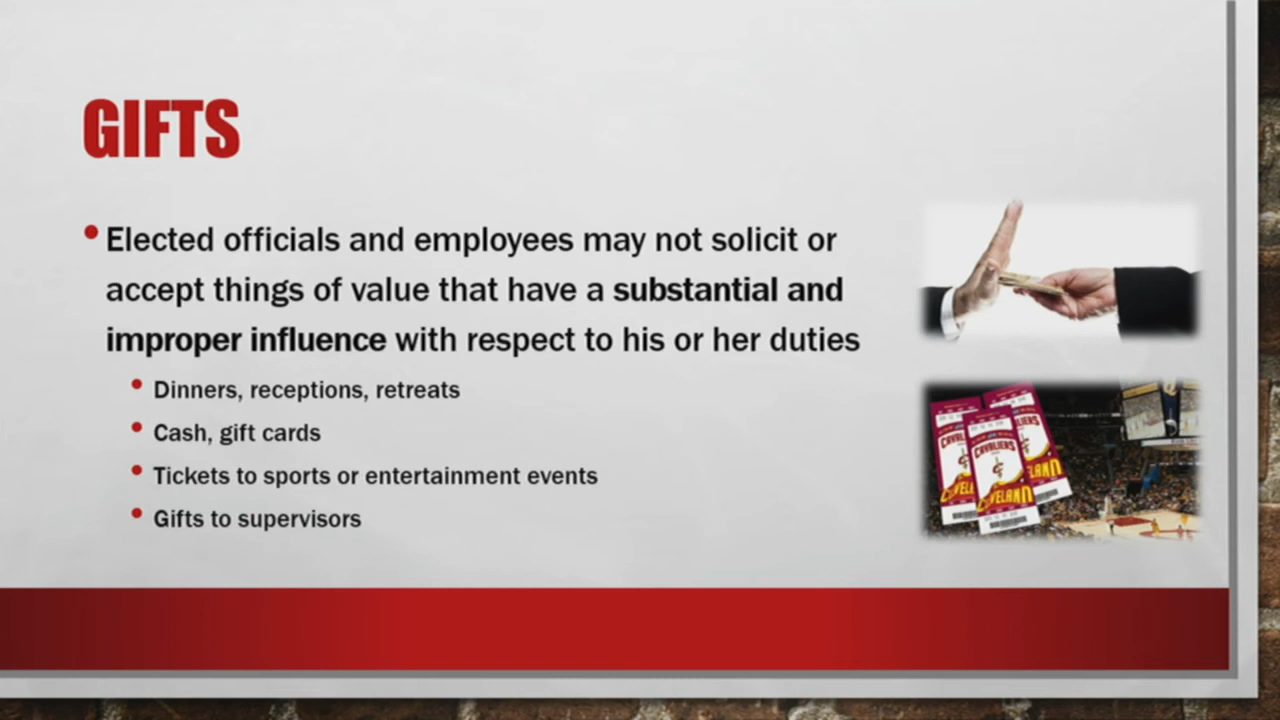 GIFTS
• Elected officials and employees may not solicit or
accept things of value that have a substantial and
improper influence with respect to his or her duties
• Dinners, receptions, retreats
• Cash, gift cards
• Tickets to sports or entertainment events
• Gifts to supervisors
CAVALIERS
CLEVELAND